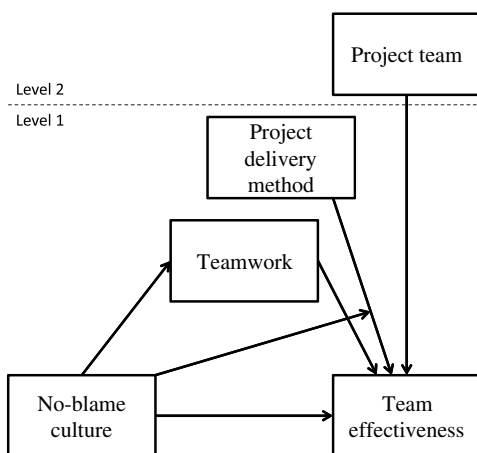 Project team
Level 2
Level 1
Project
delivery
method
Teamwork
No-blame
culture
Team
effectiveness